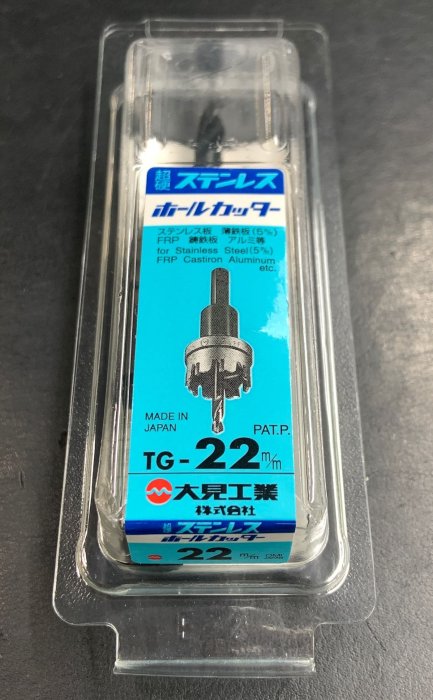 超硬 ステンレス
ホールカッター
ステンレス板 薄鉄板(5㎜)
FRP 鋳鉄板 アルミ等
for Stainless Steel(5㎜)
FRP Castiron Aluminum
etc.
MADE IN
JAPAN
PAT.P.
TG-22m/m
大見工業
株式会社
超硬 ステンレス
ホールカッター
22m/m